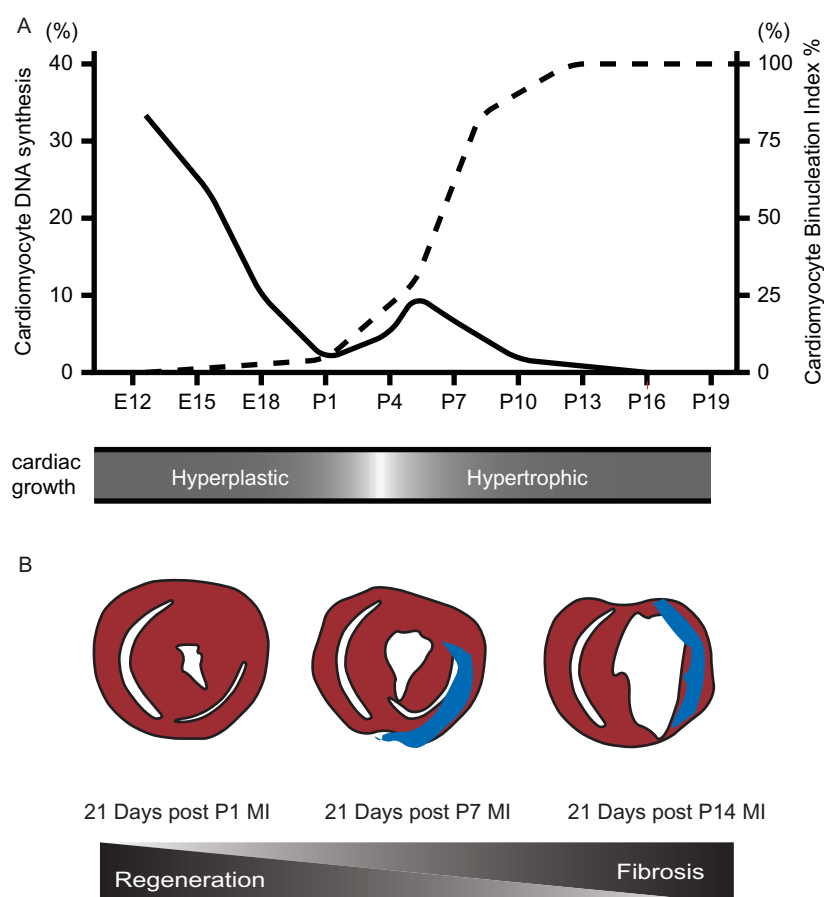 A
(%)
(%)
Cardiomyocyte DNA synthesis
40
30
20
10
0
100
75
50
25
0
Cardiomyocyte Binucleation Index %
E12 E15 E18 P1 P4 P7 P10 P13 P16 P19
cardiac
growth
Hyperplastic
Hypertrophic
B
21 Days post P1 MI
21 Days post P7 MI
21 Days post P14 MI
Regeneration
Fibrosis